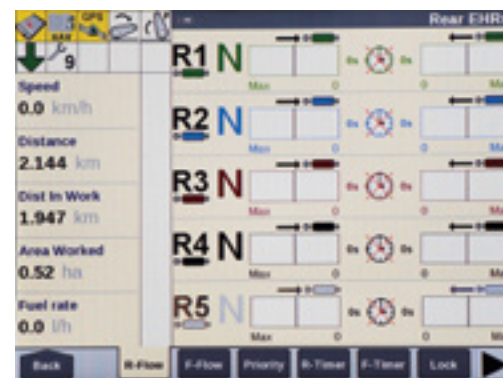 GPS
MAN
Rear EHRs
9
Speed
0.0 km/h
Distance
2.144 km
Dist In Work
1.947 km
Area Worked
0.52 ha
Fuel rate
0.0 l/h
R1 N
0s 0s
Max 0 0
R2 N
0s 0s
Max 0 0
R3 N
0s 0s
Max 0 0
R4 N
0s 0s
Max 0 0
R5 N
0s 0s
Max 0 0
Back R-Flow F-Flow Priority R-Timer F-Timer Lock